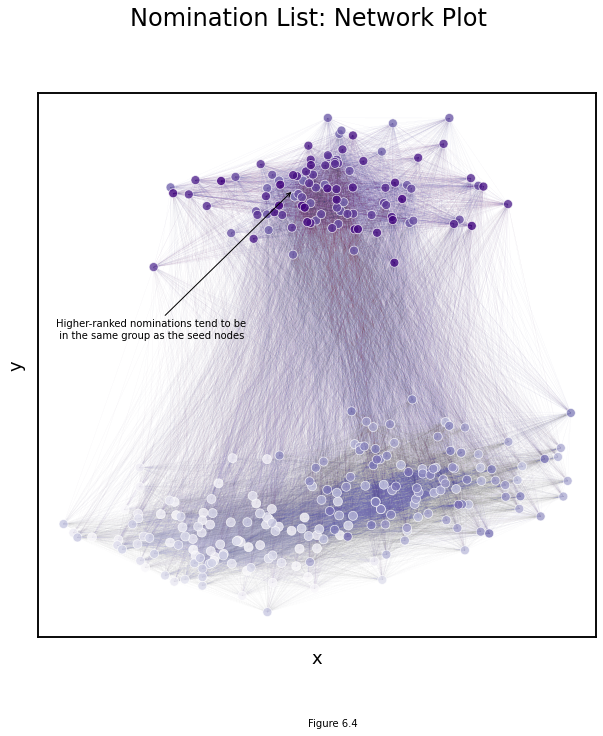 Nomination List: Network Plot
Higher-ranked nominations tend to be
in the same group as the seed nodes
y
x
Figure 6.4